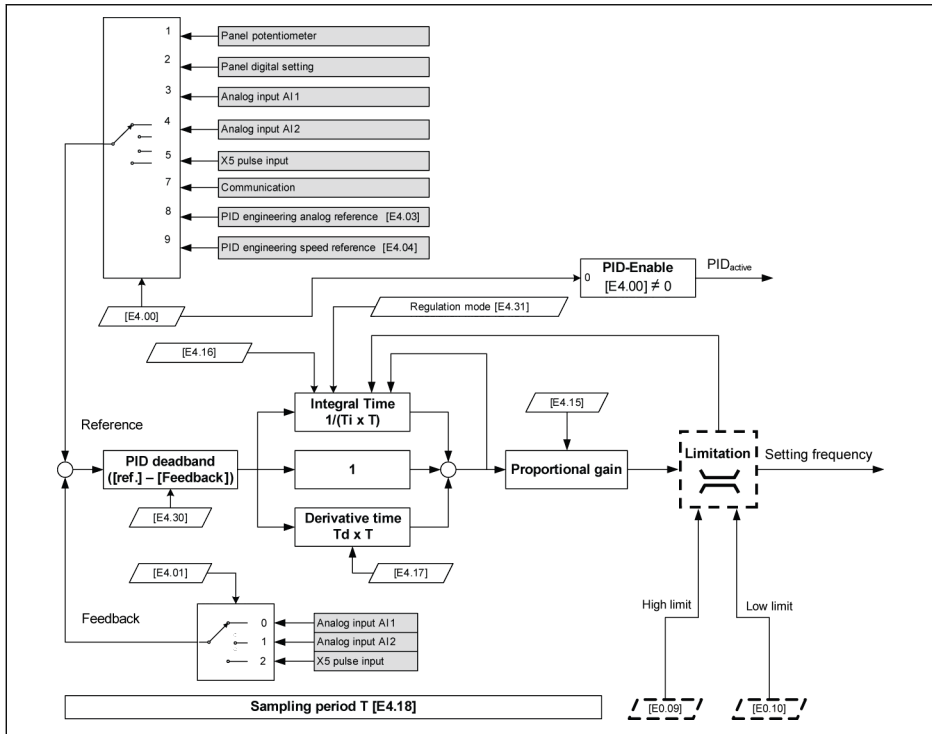 1
Panel potentiometer
2
Panel digital setting
3
Analog input AI1
4
Analog input AI2
5
X5 pulse input
7
Communication
8
PID engineering analog reference [E4.03]
9
PID engineering speed reference [E4.04]
0
PID-Enable
[E4.00] ≠ 0
PIDactive
[E4.00]
Regulation mode [E4.31]
[E4.16]
Reference
Integral Time
1/(Ti x T)
[E4.15]
PID deadband
([ref.] – [Feedback])
1
Proportional gain
Limitation
Setting frequency
[E4.30]
Derivative time
Td x T
[E4.17]
[E4.01]
Feedback
0
Analog input AI1
1
Analog input AI2
2
X5 pulse input
High limit
Low limit
Sampling period T [E4.18]
[E0.09]
[E0.10]